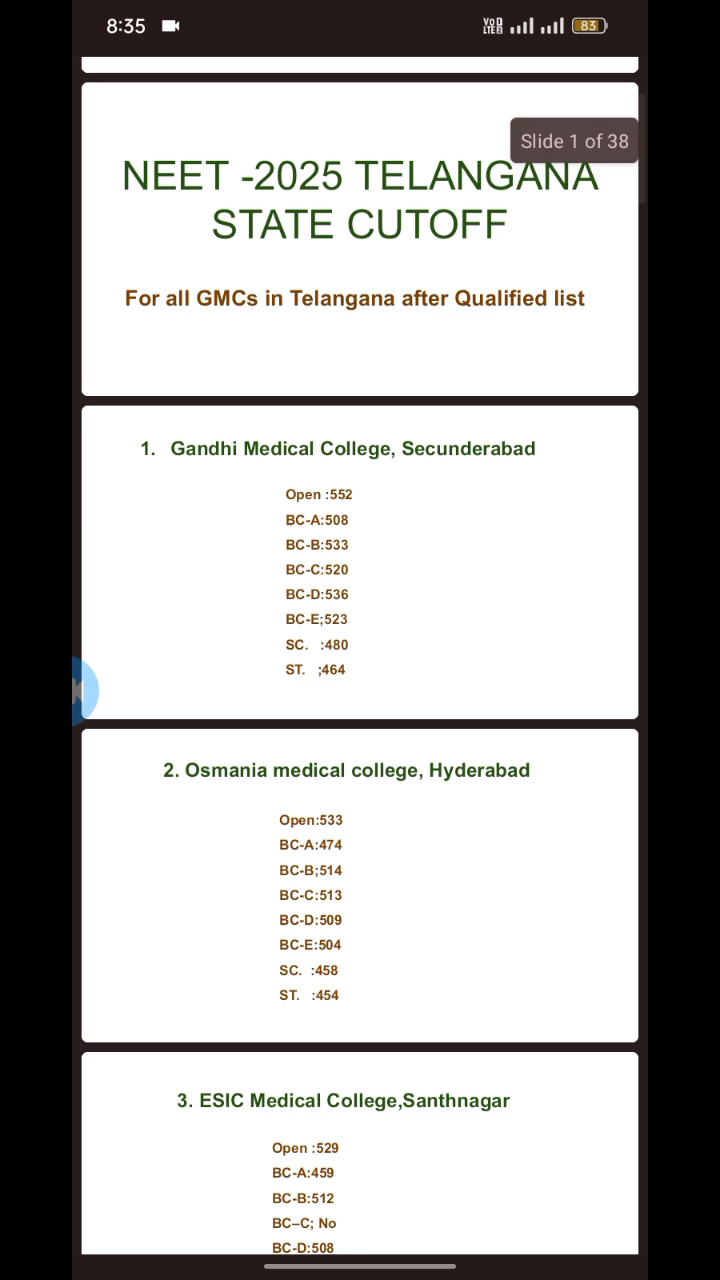 8:35
Vo LTE 2
83
Slide 1 of 38
NEET -2025 TELANGANA
STATE CUTOFF
For all GMCs in Telangana after Qualified list
1. Gandhi Medical College, Secunderabad
Open :552
BC-A:508
BC-B:533
BC-C:520
BC-D:536
BC-E;523
SC. :480
ST. ;464
2. Osmania medical college, Hyderabad
Open:533
BC-A:474
BC-B;514
BC-C:513
BC-D:509
BC-E:504
SC. :458
ST. :454
3. ESIC Medical College,Santhnagar
Open :529
BC-A:459
BC-B:512
BC–C; No
BC-D:508